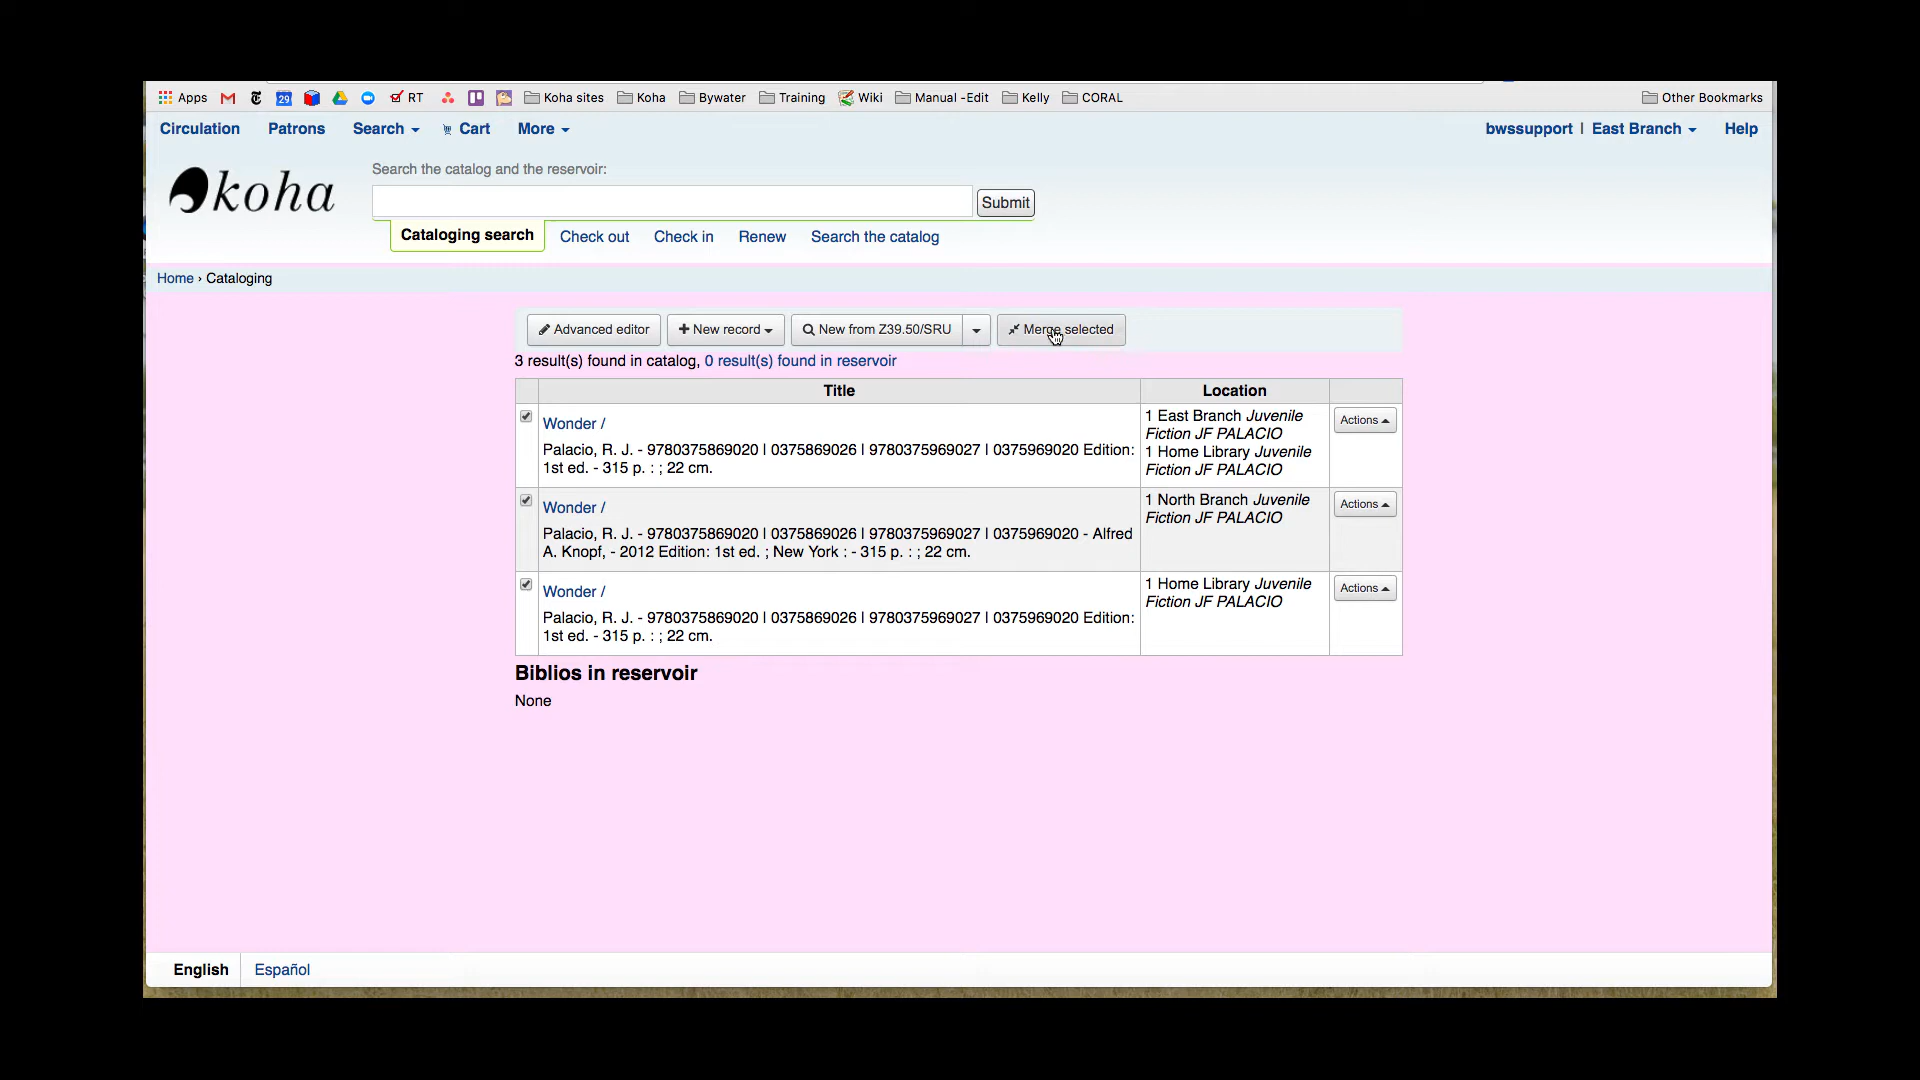 Apps 29 RT Koha sites Koha Bywater Training Wiki Manual -Edit Kelly CORAL Other Bookmarks
Circulation Patrons Search Cart More bwssupport | East Branch Help
Search the catalog and the reservoir:
koha
Submit
Cataloging search Check out Check in Renew Search the catalog
Home › Cataloging
Advanced editor New record New from Z39.50/SRU Merge selected
3 result(s) found in catalog, 0 result(s) found in reservoir
Title Location
Wonder /
Palacio, R. J. - 9780375869020 | 0375869026 | 9780375969027 | 0375969020 Edition:
1st ed. - 315 p. : ; 22 cm.
1 East Branch Juvenile
Fiction JF PALACIO
1 Home Library Juvenile
Fiction JF PALACIO
Actions
Wonder /
Palacio, R. J. - 9780375869020 | 0375869026 | 9780375969027 | 0375969020 - Alfred
A. Knopf, - 2012 Edition: 1st ed. ; New York : - 315 p. : ; 22 cm.
1 North Branch Juvenile
Fiction JF PALACIO
Actions
Wonder /
Palacio, R. J. - 9780375869020 | 0375869026 | 9780375969027 | 0375969020 Edition:
1st ed. - 315 p. : ; 22 cm.
1 Home Library Juvenile
Fiction JF PALACIO
Actions
Biblios in reservoir
None
English Español